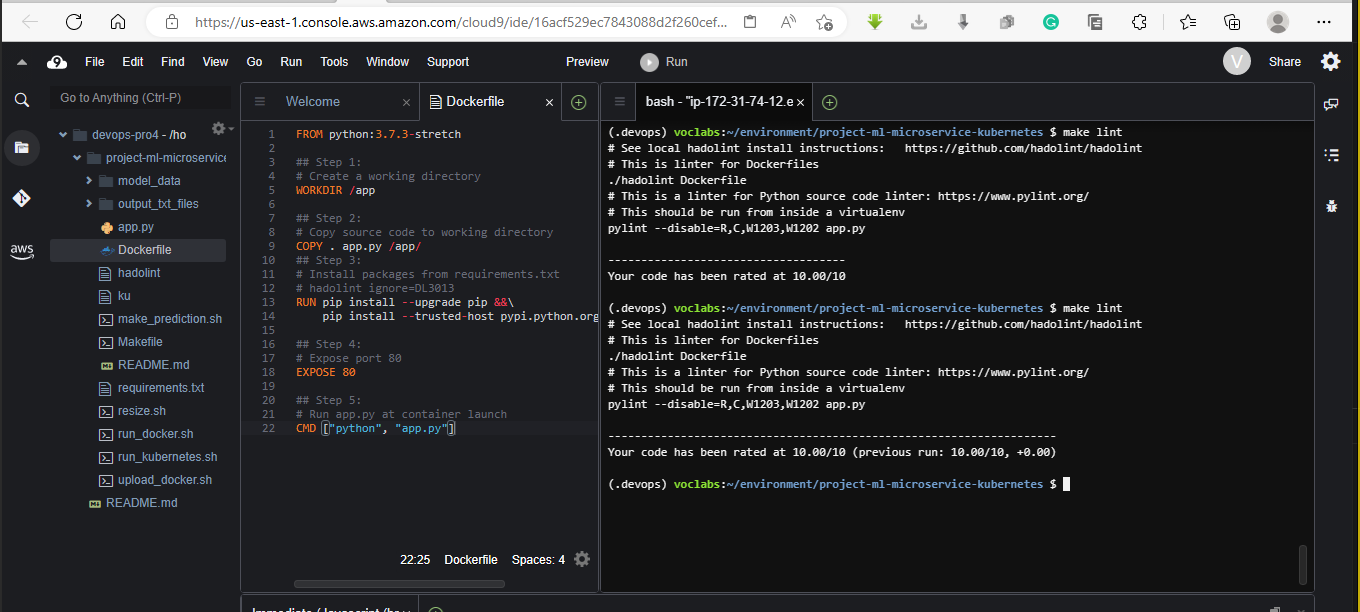 https://us-east-1.console.aws.amazon.com/cloud9/ide/16acf529ec7843088d2f260cef...
9 File Edit Find View Go Run Tools Window Support Preview Run V Share
Go to Anything (Ctrl-P)
devops-pro4 - /ho
project-ml-microservice
model_data
output_txt_files
app.py
Dockerfile
hadolint
ku
make_prediction.sh
Makefile
README.md
requirements.txt
resize.sh
run_docker.sh
run_kubernetes.sh
upload_docker.sh
README.md
aws
Welcome
Dockerfile
1 FROM python:3.7.3-stretch
2
3 ## Step 1:
4 # Create a working directory
5 WORKDIR /app
6
7 ## Step 2:
8 # Copy source code to working directory
9 COPY . app.py /app/
10 ## Step 3:
11 # Install packages from requirements.txt
12 # hadolint ignore=DL3013
13 RUN pip install --upgrade pip &&\
14 pip install --trusted-host pypi.python.org
15
16 ## Step 4:
17 # Expose port 80
18 EXPOSE 80
19
20 ## Step 5:
21 # Run app.py at container launch
22 CMD ["python", "app.py"]
22:25 Dockerfile Spaces: 4
bash - "ip-172-31-74-12.e
(.devops) voclabs:~/environment/project-ml-microservice-kubernetes $ make lint
# See local hadolint install instructions: https://github.com/hadolint/hadolint
# This is linter for Dockerfiles
./hadolint Dockerfile
# This is a linter for Python source code linter: https://www.pylint.org/
# This should be run from inside a virtualenv
pylint --disable=R,C,W1203,W1202 app.py
------------------------------------
Your code has been rated at 10.00/10
(.devops) voclabs:~/environment/project-ml-microservice-kubernetes $ make lint
# See local hadolint install instructions: https://github.com/hadolint/hadolint
# This is linter for Dockerfiles
./hadolint Dockerfile
# This is a linter for Python source code linter: https://www.pylint.org/
# This should be run from inside a virtualenv
pylint --disable=R,C,W1203,W1202 app.py
--------------------------------------------------------------------
Your code has been rated at 10.00/10 (previous run: 10.00/10, +0.00)
(.devops) voclabs:~/environment/project-ml-microservice-kubernetes $